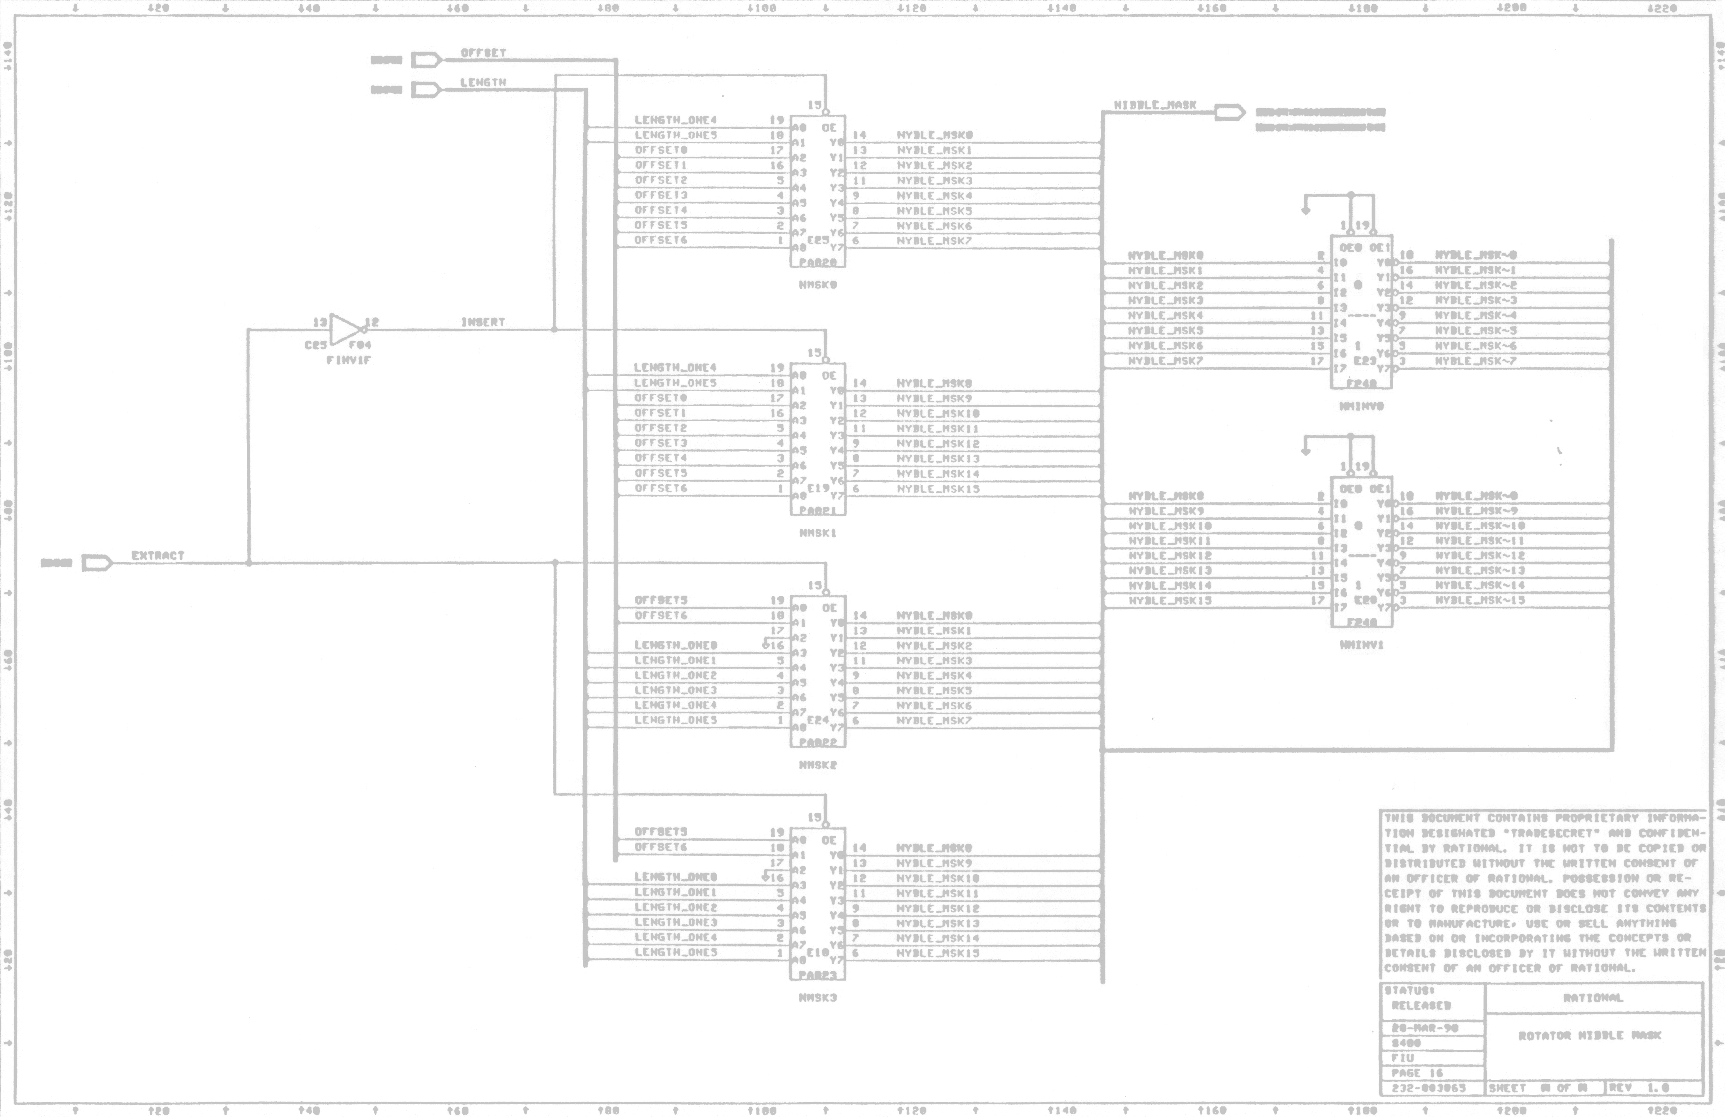 OFFSET
LENGTH
NIBBLE_MASK
INSERT
EXTRACT
13 12
C25 F04
FINV1F
15
LENGTH_ONE4 19 A0 OE
LENGTH_ONE5 18 A1 Y0 14 NYBLE_MSK0
OFFSET0 17 A2 Y1 13 NYBLE_MSK1
OFFSET1 16 A3 Y2 12 NYBLE_MSK2
OFFSET2 5 A4 Y3 11 NYBLE_MSK3
OFFSET3 4 A5 Y4 9 NYBLE_MSK4
OFFSET4 3 A6 Y5 8 NYBLE_MSK5
OFFSET5 2 A7 Y6 7 NYBLE_MSK6
OFFSET6 1 A8 E25 Y7 6 NYBLE_MSK7
PA020
NMSK0
15
LENGTH_ONE4 19 A0 OE
LENGTH_ONE5 18 A1 Y0 14 NYBLE_MSK8
OFFSET0 17 A2 Y1 13 NYBLE_MSK9
OFFSET1 16 A3 Y2 12 NYBLE_MSK10
OFFSET2 5 A4 Y3 11 NYBLE_MSK11
OFFSET3 4 A5 Y4 9 NYBLE_MSK12
OFFSET4 3 A6 Y5 8 NYBLE_MSK13
OFFSET5 2 A7 Y6 7 NYBLE_MSK14
OFFSET6 1 A8 E19 Y7 6 NYBLE_MSK15
PA021
NMSK1
15
OFFSET5 19 A0 OE
OFFSET6 18 A1 Y0 14 NYBLE_MSK0
17 A2 Y1 13 NYBLE_MSK1
LENGTH_ONE0 16 A3 Y2 12 NYBLE_MSK2
LENGTH_ONE1 5 A4 Y3 11 NYBLE_MSK3
LENGTH_ONE2 4 A5 Y4 9 NYBLE_MSK4
LENGTH_ONE3 3 A6 Y5 8 NYBLE_MSK5
LENGTH_ONE4 2 A7 Y6 7 NYBLE_MSK6
LENGTH_ONE5 1 A8 E24 Y7 6 NYBLE_MSK7
PA022
NMSK2
15
OFFSET5 19 A0 OE
OFFSET6 18 A1 Y0 14 NYBLE_MSK8
17 A2 Y1 13 NYBLE_MSK9
LENGTH_ONE0 16 A3 Y2 12 NYBLE_MSK10
LENGTH_ONE1 5 A4 Y3 11 NYBLE_MSK11
LENGTH_ONE2 4 A5 Y4 9 NYBLE_MSK12
LENGTH_ONE3 3 A6 Y5 8 NYBLE_MSK13
LENGTH_ONE4 2 A7 Y6 7 NYBLE_MSK14
LENGTH_ONE5 1 A8 E18 Y7 6 NYBLE_MSK15
PA023
NMSK3
1 19
OE0 OE1
NYBLE_MSK0 2 I0 Y0 18 NYBLE_MSK~0
NYBLE_MSK1 4 I1 Y1 16 NYBLE_MSK~1
NYBLE_MSK2 6 I2 0 Y2 14 NYBLE_MSK~2
NYBLE_MSK3 8 I3 Y3 12 NYBLE_MSK~3
NYBLE_MSK4 11 I4 Y4 9 NYBLE_MSK~4
NYBLE_MSK5 13 I5 Y5 7 NYBLE_MSK~5
NYBLE_MSK6 15 I6 1 Y6 5 NYBLE_MSK~6
NYBLE_MSK7 17 I7 E23 Y7 3 NYBLE_MSK~7
F240
NMINV0
1 19
OE0 OE1
NYBLE_MSK8 2 I0 Y0 18 NYBLE_MSK~8
NYBLE_MSK9 4 I1 Y1 16 NYBLE_MSK~9
NYBLE_MSK10 6 I2 0 Y2 14 NYBLE_MSK~10
NYBLE_MSK11 8 I3 Y3 12 NYBLE_MSK~11
NYBLE_MSK12 11 I4 Y4 9 NYBLE_MSK~12
NYBLE_MSK13 13 I5 Y5 7 NYBLE_MSK~13
NYBLE_MSK14 15 I6 1 Y6 5 NYBLE_MSK~14
NYBLE_MSK15 17 I7 E20 Y7 3 NYBLE_MSK~15
F240
NMINV1
THIS DOCUMENT CONTAINS PROPRIETARY INFORMA-
TION DESIGNATED "TRADESECRET" AND CONFIDEN-
TIAL BY RATIONAL. IT IS NOT TO BE COPIED OR
DISTRIBUTED WITHOUT THE WRITTEN CONSENT OF
AN OFFICER OF RATIONAL. POSSESSION OR RE-
CEIPT OF THIS DOCUMENT DOES NOT CONVEY ANY
RIGHT TO REPRODUCE OR DISCLOSE ITS CONTENTS
OR TO MANUFACTURE, USE OR SELL ANYTHING
BASED ON OR INCORPORATING THE CONCEPTS OR
DETAILS DISCLOSED BY IT WITHOUT THE WRITTEN
CONSENT OF AN OFFICER OF RATIONAL.
STATUS:
RELEASED
RATIONAL
20-MAR-90
S400
FIU
PAGE 16
232-003065
ROTATOR NIBBLE MASK
SHEET OF
REV 1.0